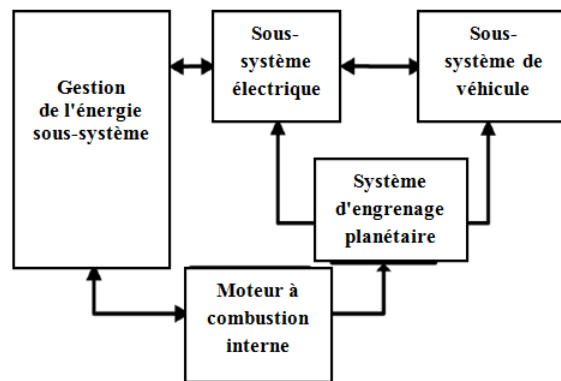 Gestion
de l'énergie
sous-système
Sous-
système
électrique
Sous-
système de
véhicule
Système
d'engrenage
planétaire
Moteur à
combustion
interne